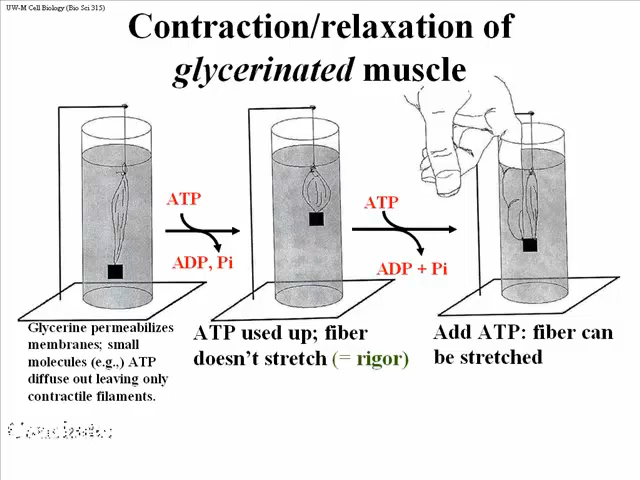 UW-M Cell Biology (Bio Sci 315)
Contraction/relaxation of
glycerinated muscle
ATP
ADP, Pi
ATP
ADP + Pi
Glycerine permeabilizes
membranes; small
molecules (e.g.,) ATP
diffuse out leaving only
contractile filaments.
ATP used up; fiber
doesn't stretch (= rigor)
Add ATP: fiber can
be stretched